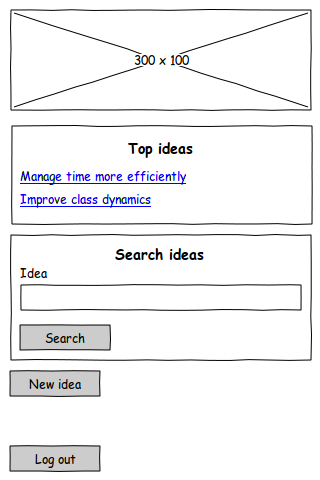 300 x 100
Top ideas
Manage time more efficiently
Improve class dynamics
Search ideas
Idea
Search
New idea
Log out